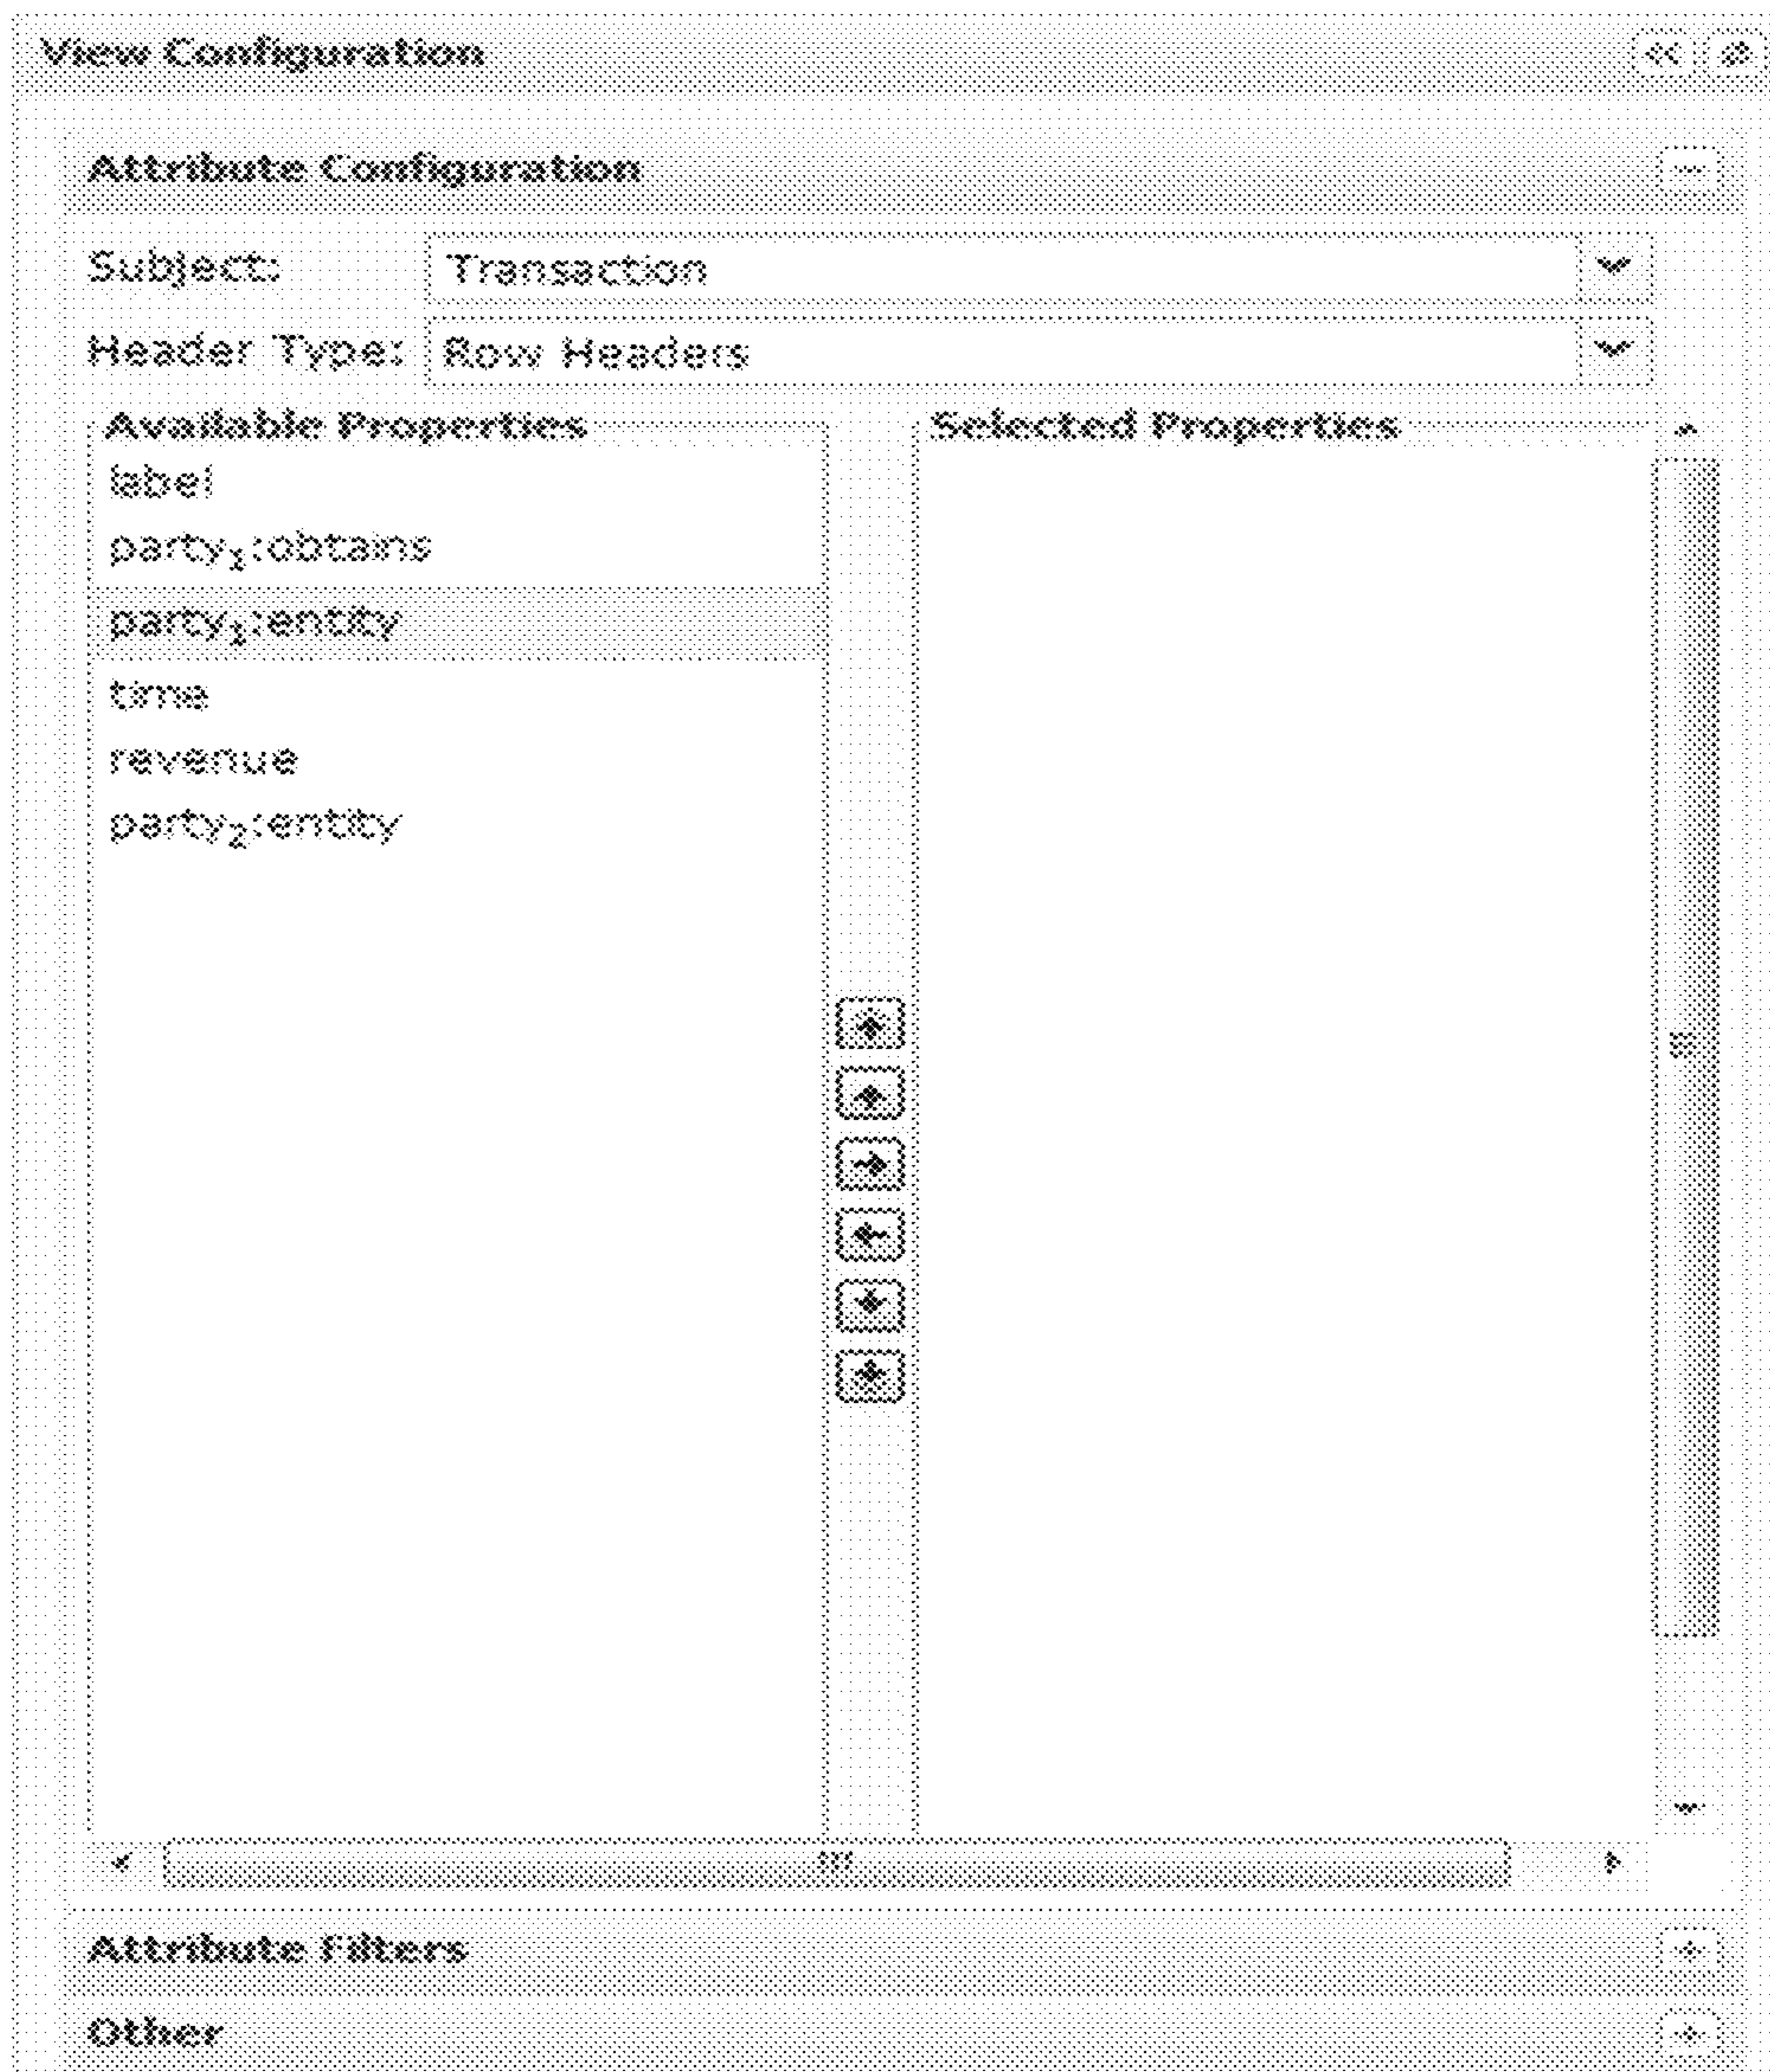 View Configuration
Attribute Configuration
Subject: Transaction
Header Type: Row Headers
Available Properties Selected Properties
label
party₁:obtains
party₁:entity
time
revenue
party₂:entity
Attribute Filters
Other